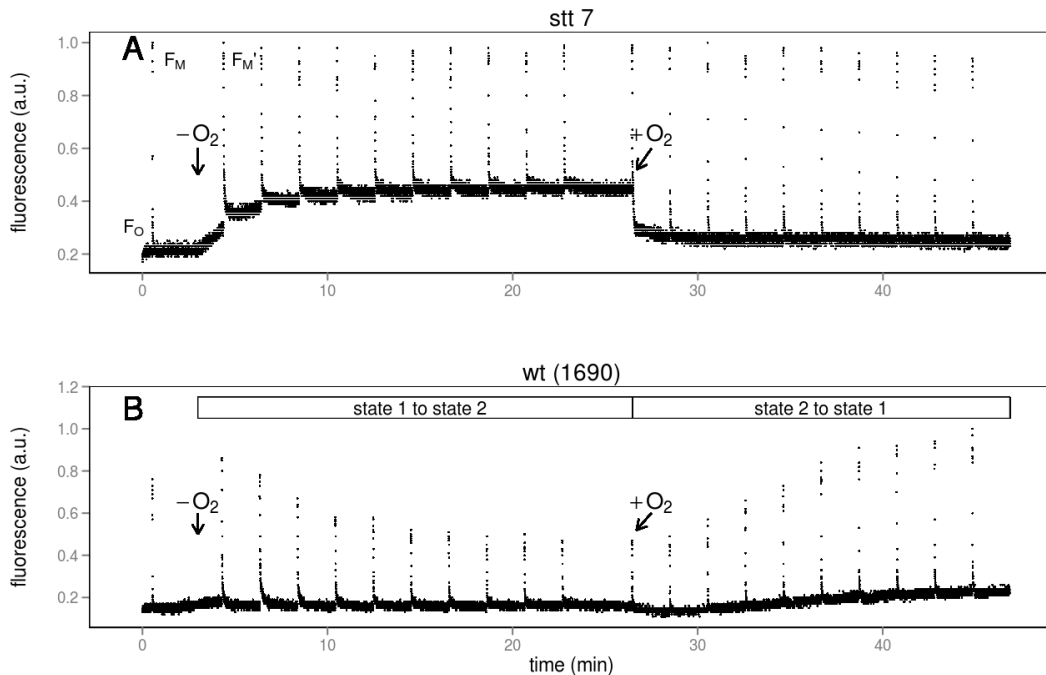 stt 7
A
F_M
F_M'
−O₂
+O₂
F_O
fluorescence (a.u.)
1.0
0.8
0.6
0.4
0.2
0
10
20
30
40
wt (1690)
B
state 1 to state 2
state 2 to state 1
−O₂
+O₂
fluorescence (a.u.)
1.2
1.0
0.8
0.6
0.4
0.2
0
10
20
30
40
time (min)